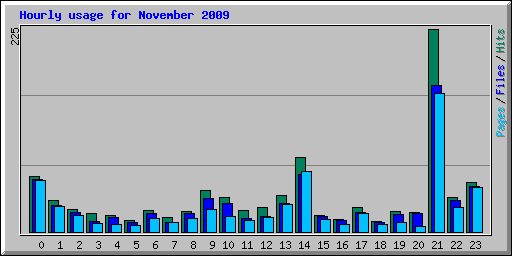 Hourly usage for November 2009
225
Pages / Files / Hits
0 1 2 3 4 5 6 7 8 9 10 11 12 13 14 15 16 17 18 19 20 21 22 23